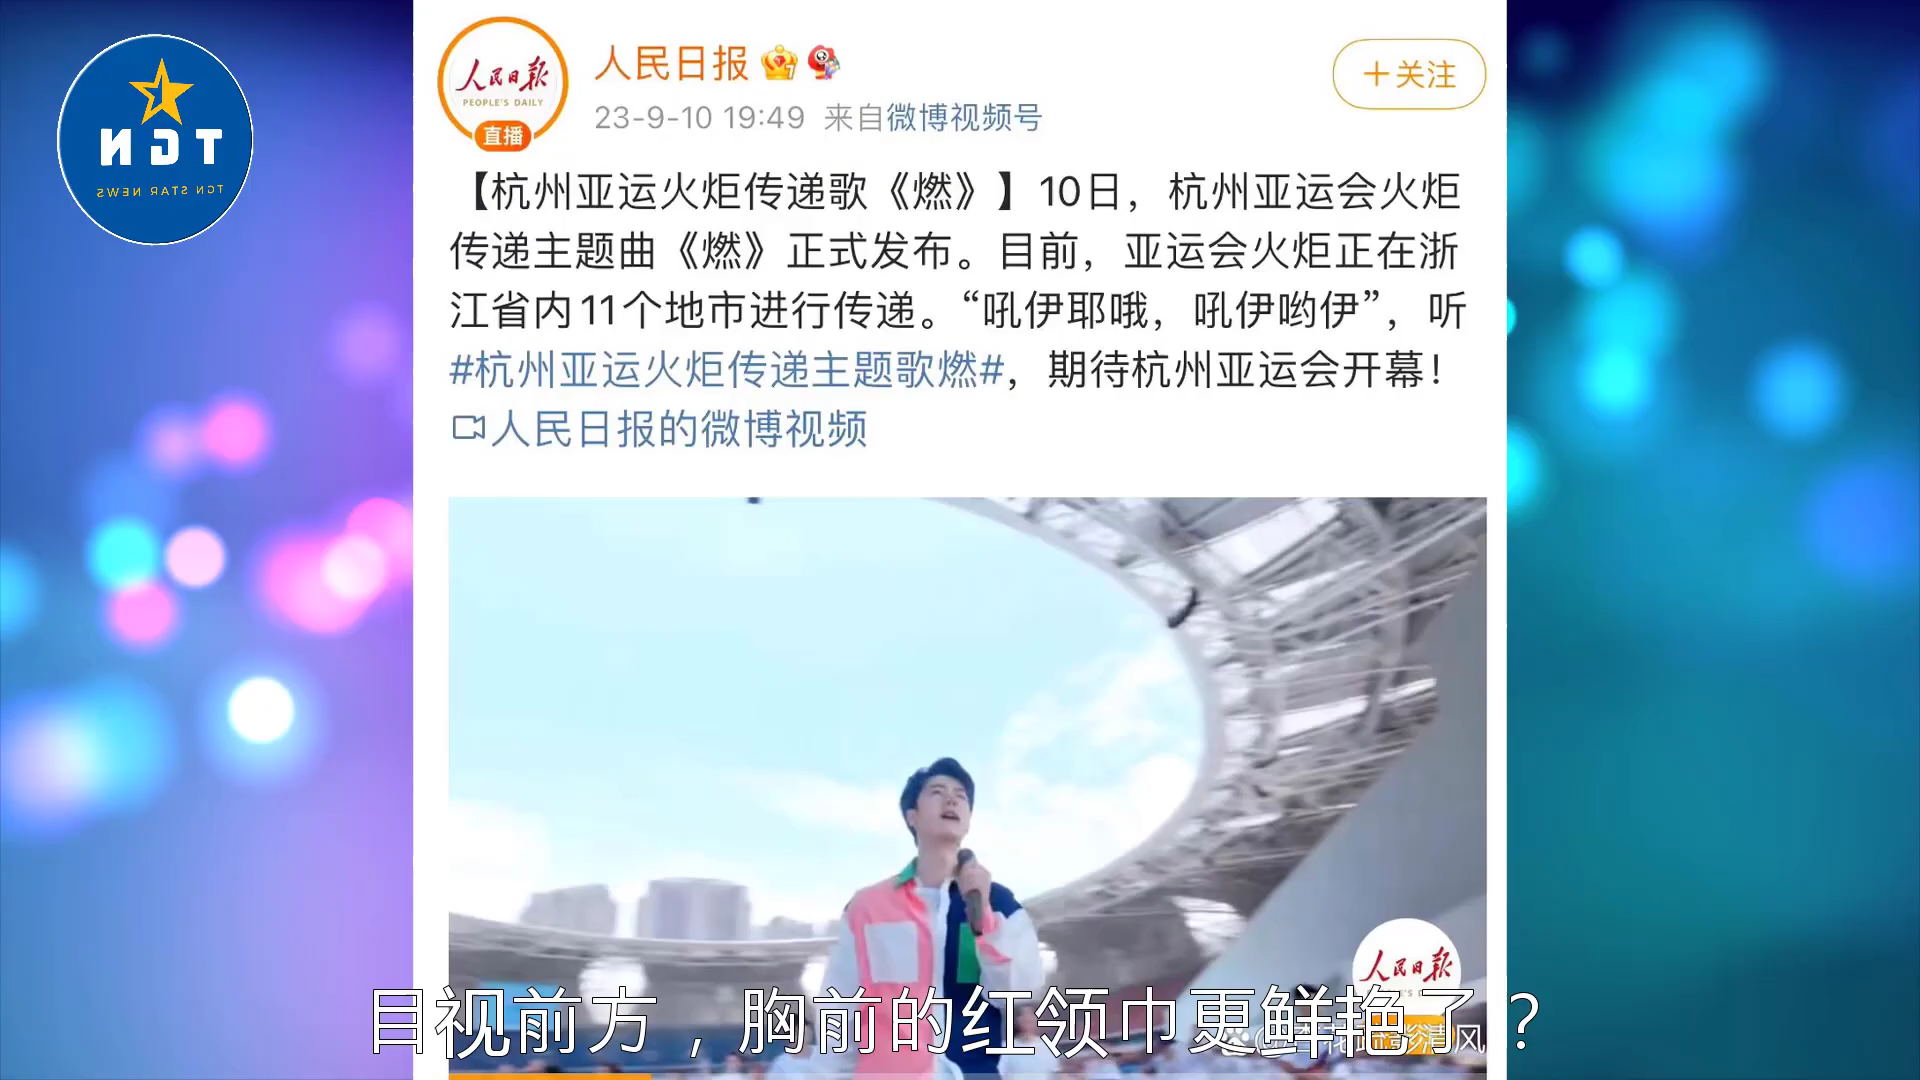 TGN
TGN STAR NEWS
人民日报
PEOPLE'S DAILY
直播
人民日报
23-9-10 19:49 来自微博视频号
+关注
【杭州亚运火炬传递歌《燃》】10日，杭州亚运会火炬
传递主题曲《燃》正式发布。目前，亚运会火炬正在浙
江省内11个地市进行传递。“吼伊耶哦，吼伊哟伊”，听
#杭州亚运火炬传递主题歌燃#，期待杭州亚运会开幕！
人民日报的微博视频
人民日报
目视前方，胸前的红领巾更鲜艳了？